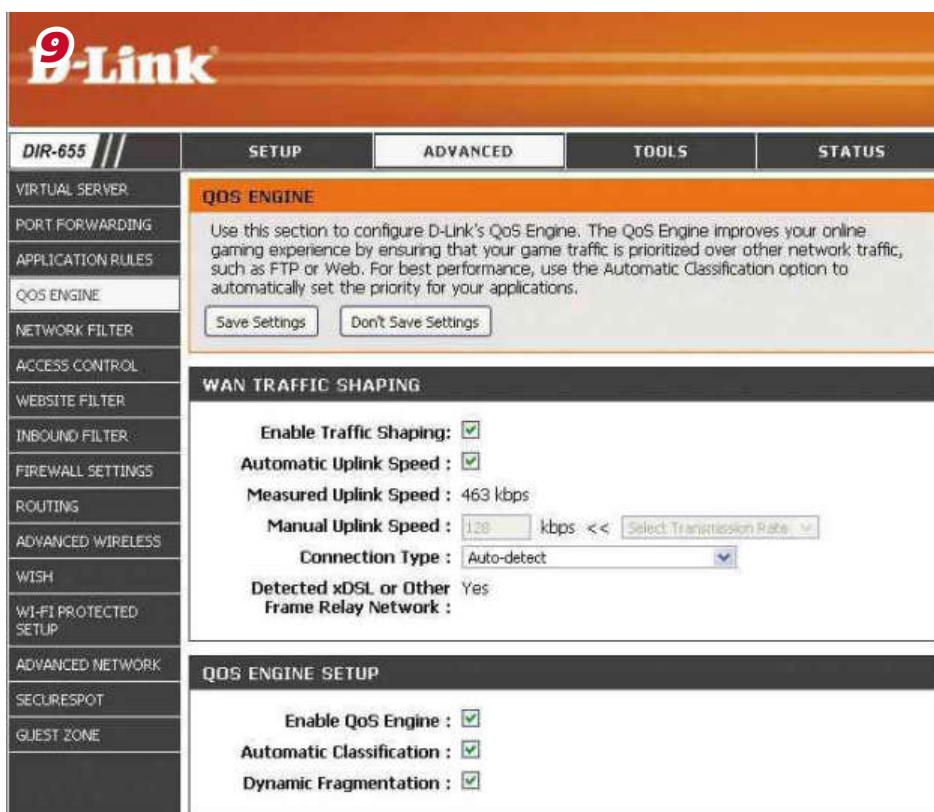 9
D-Link
DIR-655
SETUP
ADVANCED
TOOLS
STATUS
VIRTUAL SERVER
PORT FORWARDING
APPLICATION RULES
QOS ENGINE
NETWORK FILTER
ACCESS CONTROL
WEBSITE FILTER
INBOUND FILTER
FIREWALL SETTINGS
ROUTING
ADVANCED WIRELESS
WISH
WI-FI PROTECTED
SETUP
ADVANCED NETWORK
SECURESPOT
GUEST ZONE
QOS ENGINE
Use this section to configure D-Link's QoS Engine. The QoS Engine improves your online
gaming experience by ensuring that your game traffic is prioritized over other network traffic,
such as FTP or Web. For best performance, use the Automatic Classification option to
automatically set the priority for your applications.
Save Settings
Don't Save Settings
WAN TRAFFIC SHAPING
Enable Traffic Shaping:
Automatic Uplink Speed :
Measured Uplink Speed : 463 kbps
Manual Uplink Speed : 128 kbps << Select Transmission Rate
Connection Type : Auto-detect
Detected xDSL or Other Yes
Frame Relay Network :
QOS ENGINE SETUP
Enable QoS Engine :
Automatic Classification :
Dynamic Fragmentation :